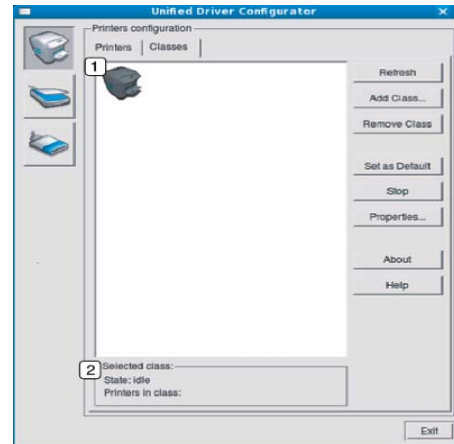 Unified Driver Configurator
Printers configuration
Printers
Classes
1
Refresh
Add Class...
Remove Class
Set as Default
Stop
Properties...
About
Help
2
Selected class:
State: idle
Printers in class:
Exit